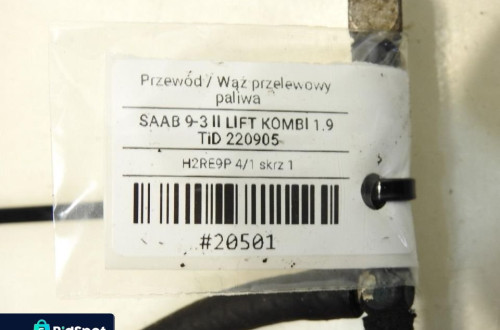 Przewód / Wąż przelewowy
paliwa
SAAB 9-3 II LIFT KOMBI 1.9
TiD 220905
H2RE9P 4/1 skrz 1
#20501